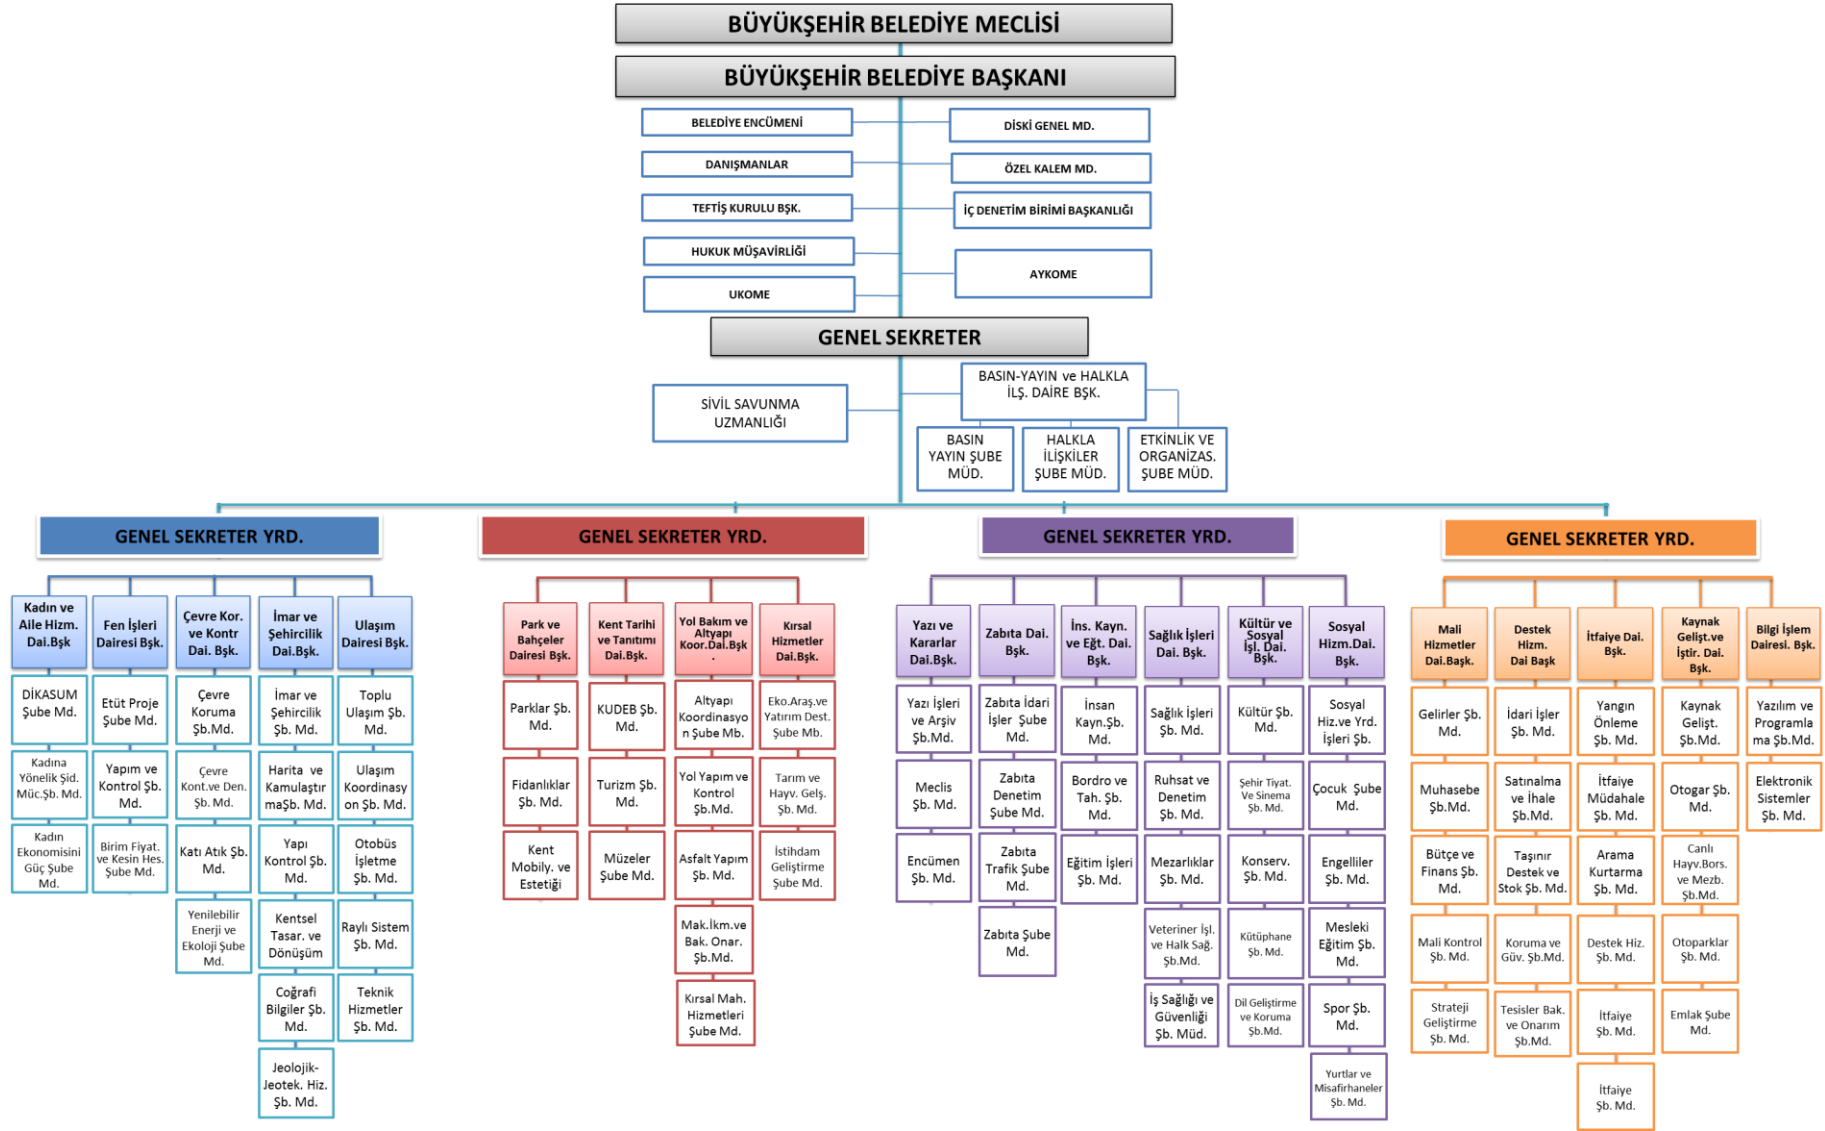 BÜYÜKŞEHİR BELEDİYE MECLİSİ
BÜYÜKŞEHİR BELEDİYE BAŞKANI
BELEDİYE ENCÜMENİ
DİSKİ GENEL MD.
DANIŞMANLAR
ÖZEL KALEM MD.
TEFTİŞ KURULU BŞK.
İÇ DENETİM BİRİMİ BAŞKANLIĞI
HUKUK MÜŞAVİRLİĞİ
AYKOME
UKOME
GENEL SEKRETER
SİVİL SAVUNMA
UZMANLIĞI
BASIN-YAYIN ve HALKLA
İLŞ. DAİRE BŞK.
BASIN
YAYIN ŞUBE
MÜD.
HALKLA
İLİŞKİLER
ŞUBE MÜD.
ETKİNLİK VE
ORGANİZAS.
ŞUBE MÜD.
GENEL SEKRETER YRD.
Kadın ve
Aile Hizm.
Dai.Bşk
DİKASUM
Şube Md.
Kadına
Yönelik Şid.
Müc.Şb. Md.
Kadın
Ekonomisini
Güç Şube
Md.
Fen İşleri
Dairesi Bşk.
Etüt Proje
Şube Md.
Yapım ve
Kontrol Şb.
Md.
Birim Fiyat.
ve Kesin Hes.
Şube Md.
Çevre Kor.
ve Kontr
Dai. Bşk.
Çevre
Koruma
Şb.Md.
Çevre
Kont.ve Den.
Şb. Md.
Katı Atık Şb.
Md.
Yenilebilir
Enerji ve
Ekoloji Şube
Md.
İmar ve
Şehircilik
Dai.Bşk.
İmar ve
Şehircilik
Şb. Md.
Harita ve
Kamulaştır
maŞb. Md.
Yapı
Kontrol Şb.
Md.
Kentsel
Tasar. ve
Dönüşüm
Coğrafi
Bilgiler Şb.
Md.
Jeolojik-
Jeotek. Hiz.
Şb. Md.
Ulaşım
Dairesi Bşk.
Toplu
Ulaşım Şb.
Md.
Ulaşım
Koordinasy
on Şb. Md.
Otobüs
İşletme
Şb. Md.
Raylı Sistem
Şb. Md.
Teknik
Hizmetler
Şb. Md.
GENEL SEKRETER YRD.
Park ve
Bahçeler
Dairesi Bşk.
Parklar Şb.
Md.
Fidanlıklar
Şb. Md.
Kent
Mobily. ve
Estetiği
Kent Tarihi
ve Tanıtımı
Dai.Bşk.
KUDEB Şb.
Md.
Turizm Şb.
Md.
Müzeler
Şube Md.
Yol Bakım ve
Altyapı
Koor.Dai.Bşk
.
Altyapı
Koordinasyo
n Şube Mb.
Yol Yapım ve
Kontrol
Şb.Md.
Asfalt Yapım
Şb. Md.
Mak.İkm.ve
Bak. Onar.
Şb.Md.
Kırsal Mah.
Hizmetleri
Şube Md.
Kırsal
Hizmetler
Dai.Bşk.
Eko.Araş.ve
Yatırım Dest.
Şube Mb.
Tarım ve
Hayv. Gelş.
Şb. Md.
İstihdam
Geliştirme
Şube Md.
GENEL SEKRETER YRD.
Yazı ve
Kararlar
Dai.Bşk.
Yazı İşleri
ve Arşiv
Şb.Md.
Meclis
Şb. Md.
Encümen
Şb. Md.
Zabıta Dai.
Bşk.
Zabıta İdari
İşler Şube
Md.
Zabıta
Denetim
Şube Md.
Zabıta
Trafik Şube
Md.
Zabıta Şube
Md.
İns. Kayn.
ve Eğt. Dai.
Bşk.
İnsan
Kayn.Şb.
Md.
Bordro ve
Tah. Şb.
Md.
Eğitim İşleri
Şb. Md.
Sağlık İşleri
Dai. Bşk.
Sağlık İşleri
Şb. Md.
Ruhsat ve
Denetim
Şb. Md.
Mezarlıklar
Şb. Md.
Veteriner İşl.
ve Halk Sağ.
Şb.Md.
İş Sağlığı ve
Güvenliği
Şb. Müd.
Kültür ve
Sosyal
İşl. Dai.
Bşk.
Kültür Şb.
Md.
Şehir Tiyat.
Ve Sinema
Şb. Md.
Konserv.
Şb. Md.
Kütüphane
Şb. Md.
Dil Geliştirme
ve Koruma
Şb.Md.
Sosyal
Hizm.Dai.
Bşk.
Sosyal
Hiz.ve Yrd.
İşleri Şb.
Çocuk Şube
Md.
Engelliler
Şb. Md.
Mesleki
Eğitim Şb.
Md.
Spor Şb.
Md.
Yurtlar ve
Misafirhaneler
Şb. Md.
GENEL SEKRETER YRD.
Mali
Hizmetler
Dai.Başk.
Gelirler Şb.
Md.
Muhasebe
Şb.Md.
Bütçe ve
Finans Şb.
Md.
Mali Kontrol
Şb. Md.
Strateji
Geliştirme
Şb. Md.
Destek
Hizm.
Dai Başk
İdari İşler
Şb. Md.
Satınalma
ve İhale
Şb.Md.
Taşınır
Destek ve
Stok Şb. Md.
Koruma ve
Güv. Şb.Md.
Tesisler Bak.
ve Onarım
Şb.Md.
İtfaiye Dai.
Bşk.
Yangın
Önleme
Şb. Md.
İtfaiye
Müdahale
Şb. Md.
Arama
Kurtarma
Şb. Md.
Destek Hiz.
Şb. Md.
İtfaiye
Şb. Md.
İtfaiye
Şb. Md.
Kaynak
Gelişt.ve
İştir. Dai.
Bşk.
Kaynak
Gelişt.
Şb.Md.
Otogar Şb.
Md.
Canlı
Hayv.Bors.
ve Mezb.
Şb.Md.
Otoparklar
Şb. Md.
Emlak Şube
Md.
Bilgi İşlem
Dairesi. Bşk.
Yazılım ve
Programla
ma Şb.Md.
Elektronik
Sistemler
Şb. Md.